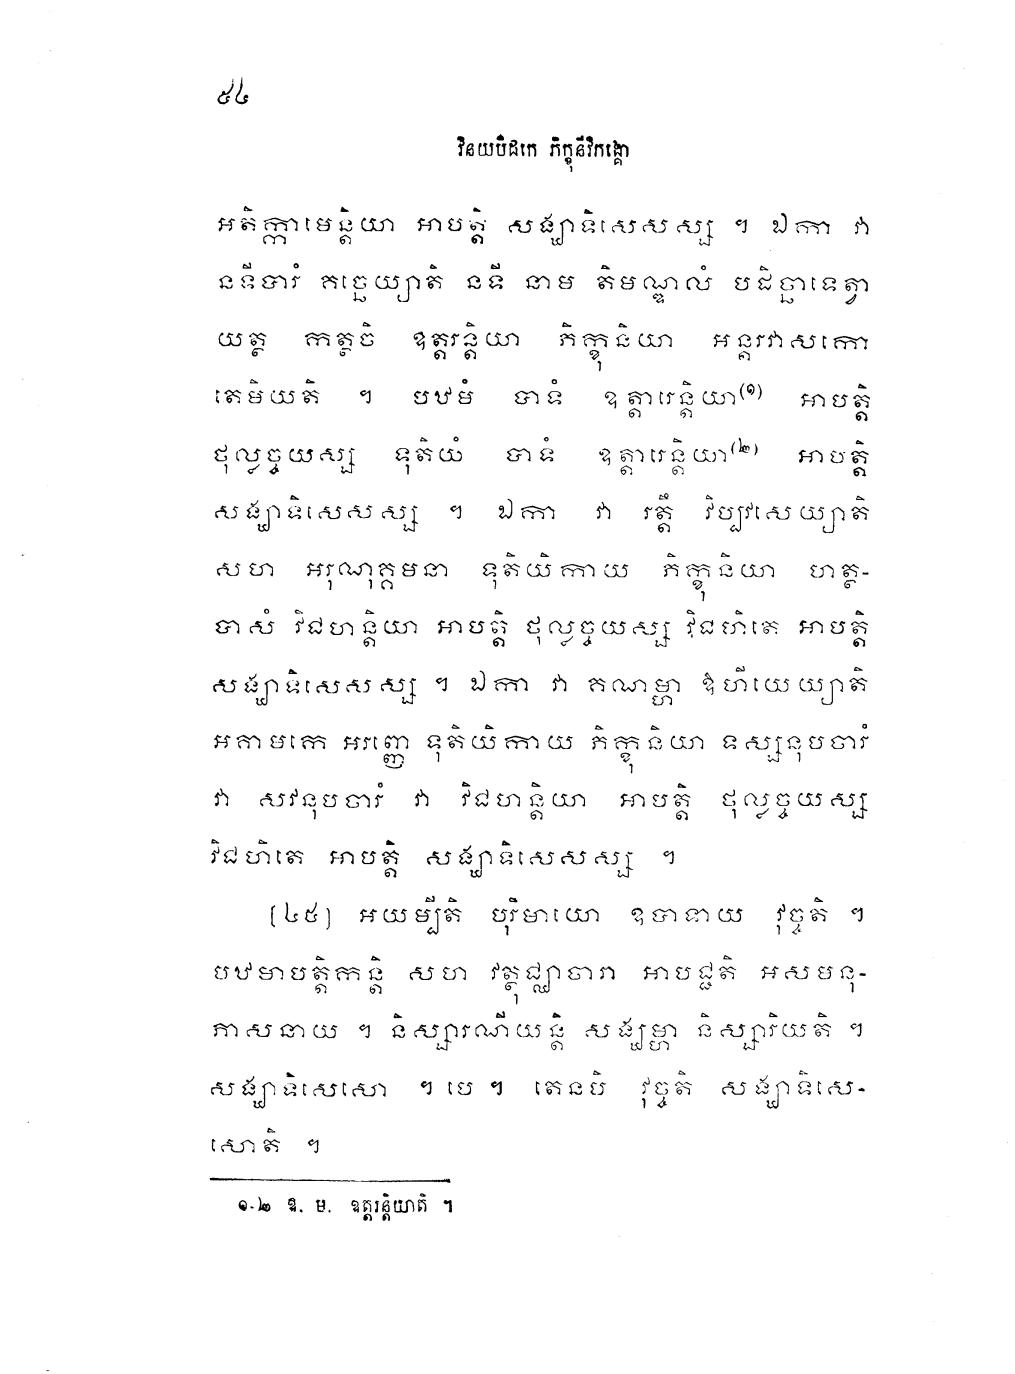 ៥៤
វិនយបិដកេ ភិក្ខុនីវិភង្គោ
អតិក្កាមេន្តិយា អាបត្តិ សង្ឃាទិសេសស្ស ។ ឯកា វា
នទីបារំ គច្ឆេយ្យាតិ នទី នាម តិមណ្ឌលំ បដិច្ឆាទេត្វា
យត្ថ កត្ថចិ ឧត្តរន្តិយា ភិក្ខុនិយា អន្តរវាសកោ
តេមិយតិ ។ បឋមំ បាទំ ឧត្តារេន្តិយា(១) អាបត្តិ
ថុល្លច្ចយស្ស ទុតិយំ បាទំ ឧត្តារេន្តិយា(២) អាបត្តិ
សង្ឃាទិសេសស្ស ។ ឯកា វា រត្តឹ វិប្បវសេយ្យាតិ
សហ អរុណុគ្គមនា ទុតិយិកាយ ភិក្ខុនិយា ហត្ថ-
បាសំ វិជហន្តិយា អាបត្តិ ថុល្លច្ចយស្ស វិជហិតេ អាបត្តិ
សង្ឃាទិសេសស្ស ។ ឯកា វា គណម្ហា ឱហីយេយ្យាតិ
អគាមកេ អរញ្ញេ ទុតិយិកាយ ភិក្ខុនិយា ទស្សនុបចារំ
វា សវនុបចារំ វា វិជហន្តិយា អាបត្តិ ថុល្លច្ចយស្ស
វិជហិតេ អាបត្តិ សង្ឃាទិសេសស្ស ។
[៤៥] អយម្បីតិ បុរិមាយោ ឧបាទាយ វុច្ចតិ ។
បឋមាបត្តិកន្តិ សហ វត្ថុជ្ឈាចារា អាបជ្ជតិ អសមនុ-
ភាសនាយ ។ និស្សារណីយន្តិ សង្ឃម្ហា និស្សារិយតិ ។
សង្ឃាទិសេសោ ។ បេ ។ តេនបិ វុច្ចតិ សង្ឃាទិសេ-
សោតិ ។
១-២ ឱ. ម. ឧត្តរន្តិយាតិ ។